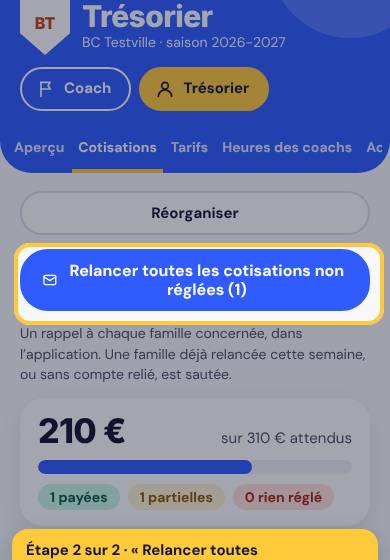 BT
Trésorier
BC Testville · saison 2026-2027
Coach
Trésorier
Aperçu Cotisations Tarifs Heures des coachs Ac
Réorganiser
Relancer toutes les cotisations non
réglées (1)
Un rappel à chaque famille concernée, dans
l'application. Une famille déjà relancée cette semaine,
ou sans compte relié, est sautée.
210 € sur 310 € attendus
1 payées 1 partielles 0 rien réglé
Étape 2 sur 2 · « Relancer toutes